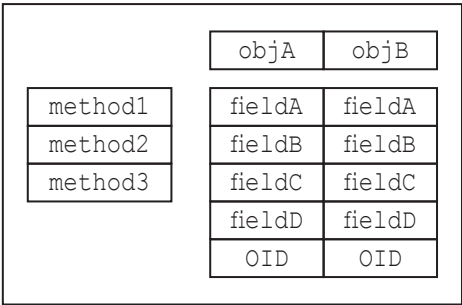 objA objB
method1 fieldA fieldA
method2 fieldB fieldB
method3 fieldC fieldC
fieldD fieldD
OID OID